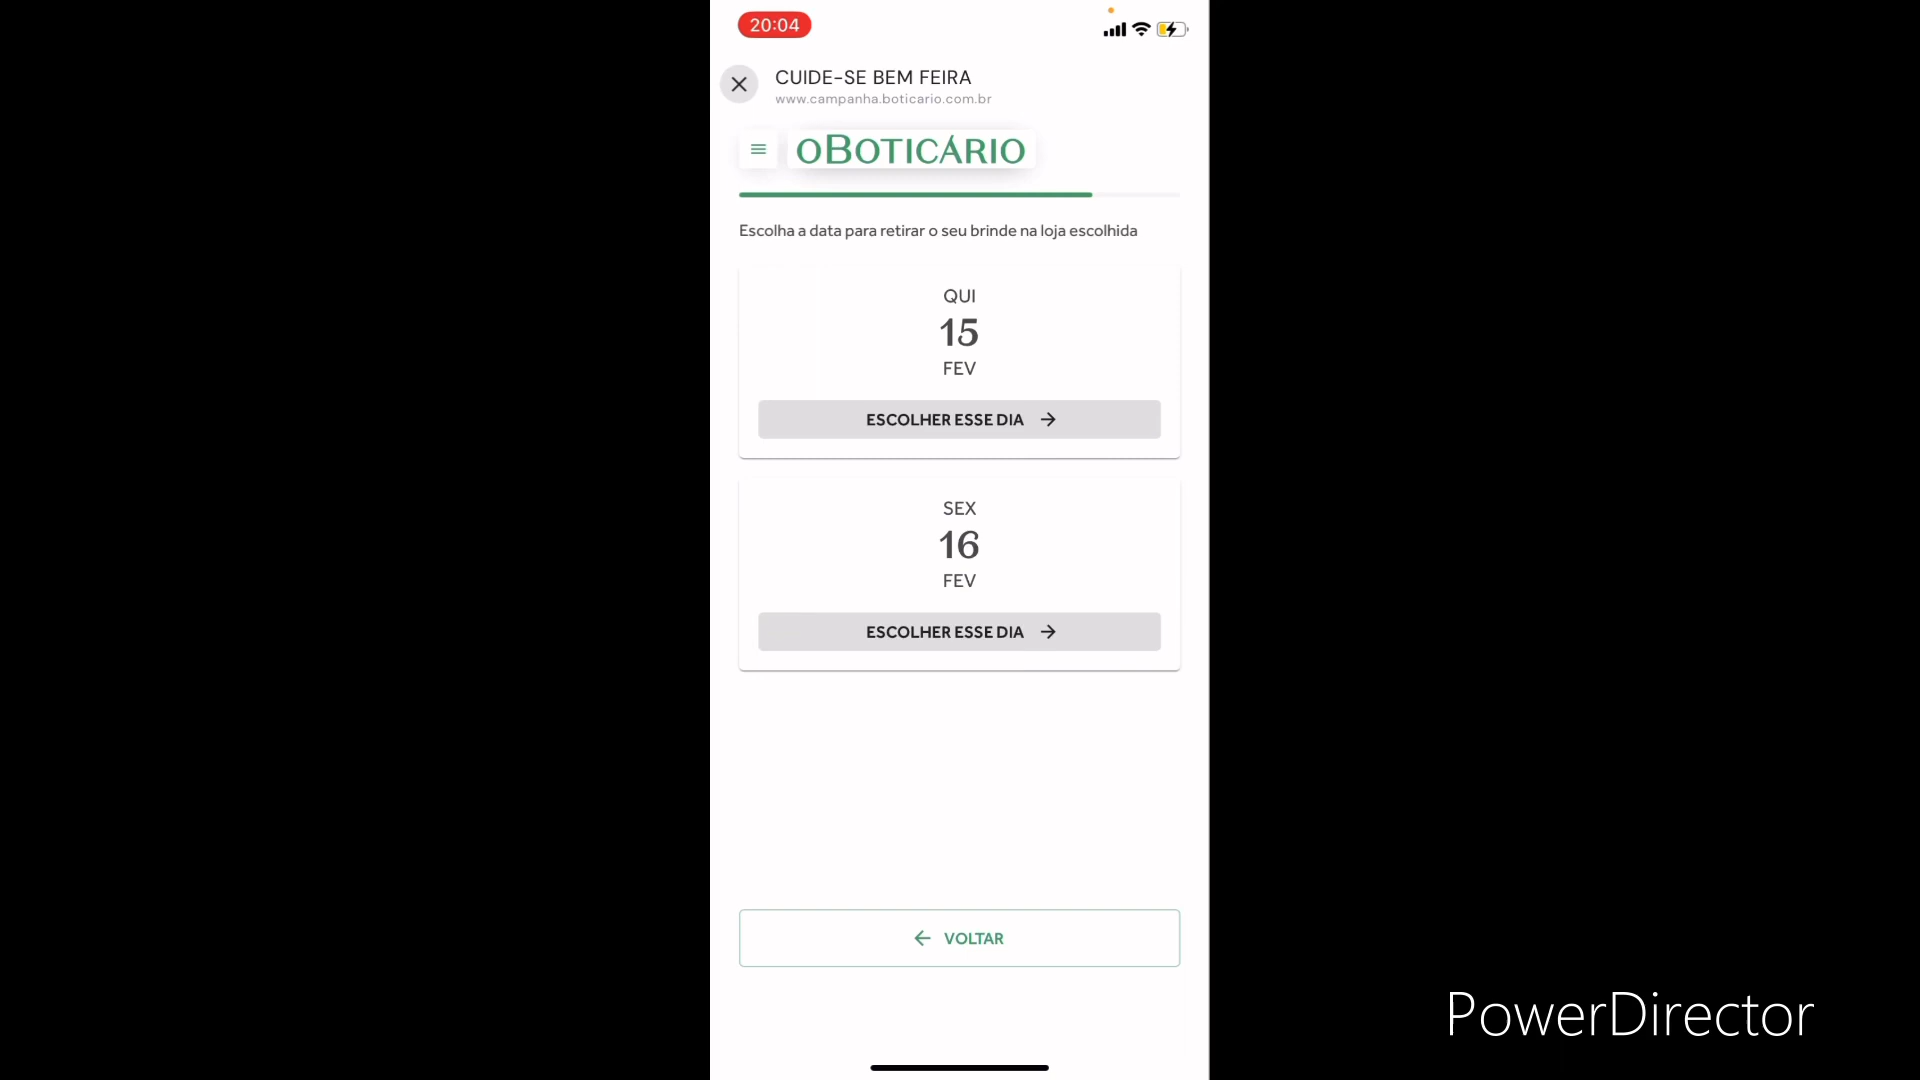 20:04
CUIDE-SE BEM FEIRA
www.campanha.boticario.com.br
oBOTICÁRIO
Escolha a data para retirar o seu brinde na loja escolhida
QUI
15
FEV
ESCOLHER ESSE DIA
SEX
16
FEV
ESCOLHER ESSE DIA
VOLTAR
PowerDirector